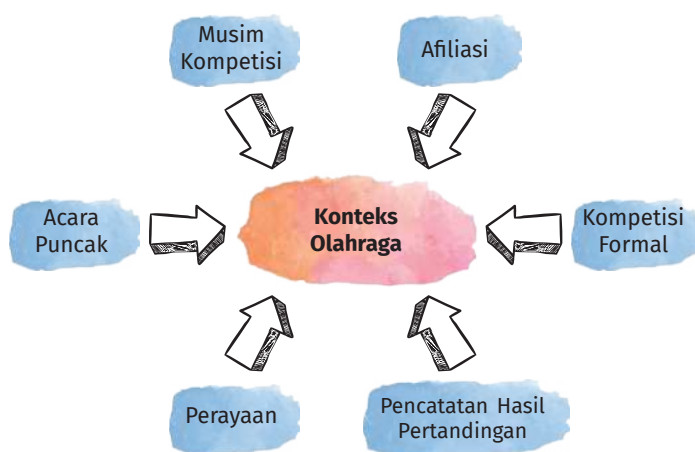 Musim
Kompetisi
Afiliasi
Acara
Puncak
Konteks
Olahraga
Kompetisi
Formal
Perayaan
Pencatatan Hasil
Pertandingan